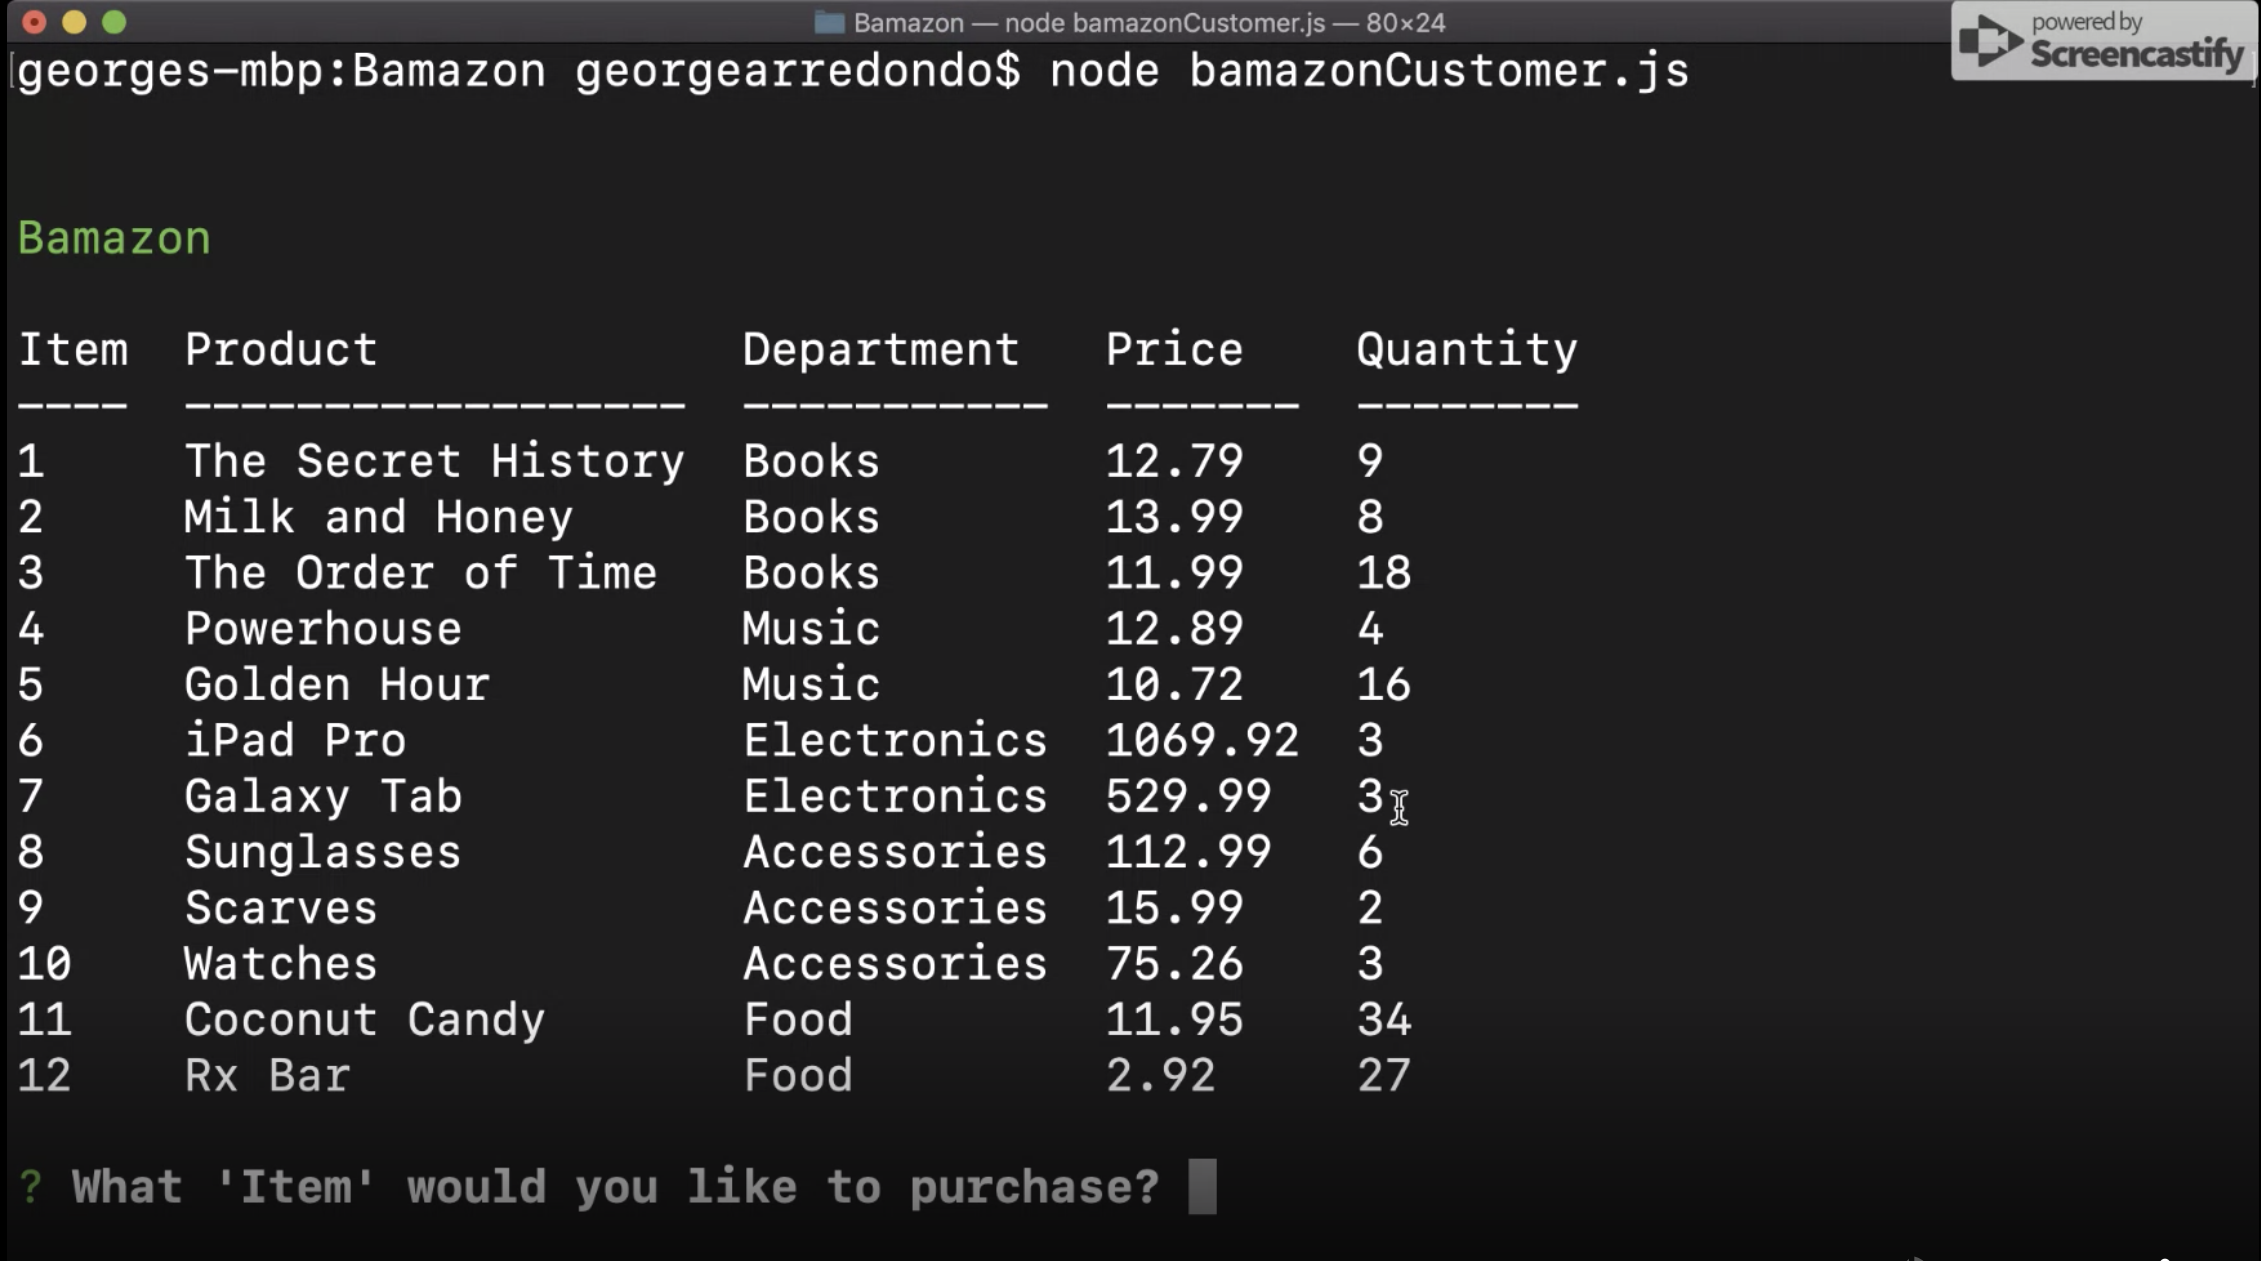 Bamazon — node bamazonCustomer.js — 80×24
powered by
Screencastify
georges-mbp:Bamazon georgearredondo$ node bamazonCustomer.js
Bamazon
Item Product Department Price Quantity
---- ------------------ ----------- ------- --------
1 The Secret History Books 12.79 9
2 Milk and Honey Books 13.99 8
3 The Order of Time Books 11.99 18
4 Powerhouse Music 12.89 4
5 Golden Hour Music 10.72 16
6 iPad Pro Electronics 1069.92 3
7 Galaxy Tab Electronics 529.99 3
8 Sunglasses Accessories 112.99 6
9 Scarves Accessories 15.99 2
10 Watches Accessories 75.26 3
11 Coconut Candy Food 11.95 34
12 Rx Bar Food 2.92 27
? What 'Item' would you like to purchase?